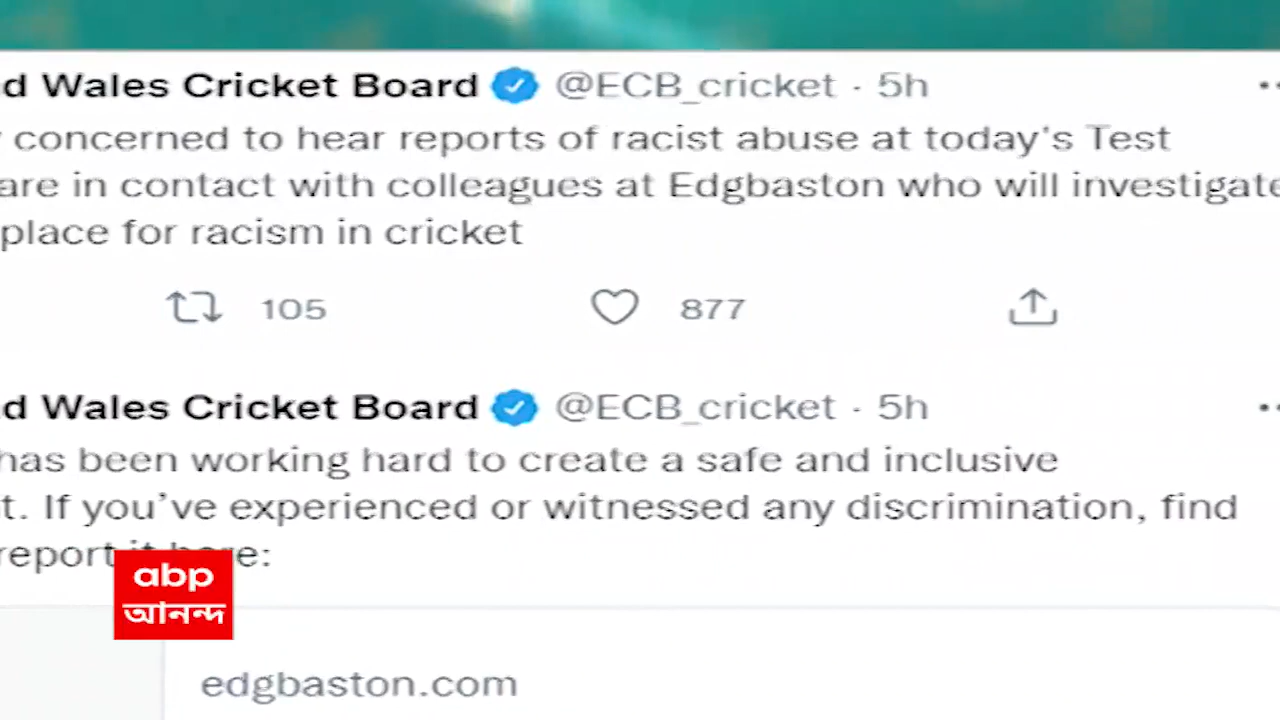 d Wales Cricket Board @ECB_cricket · 5h
concerned to hear reports of racist abuse at today's Test
are in contact with colleagues at Edgbaston who will investigate
place for racism in cricket
105 877
d Wales Cricket Board @ECB_cricket · 5h
has been working hard to create a safe and inclusive
t. If you've experienced or witnessed any discrimination, find
report it here:
abp
আনন্দ
edgbaston.com